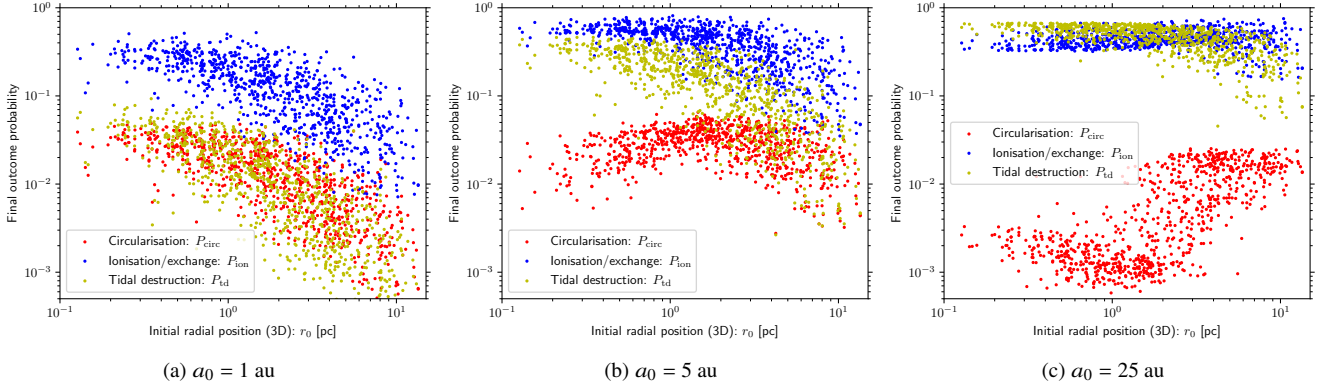 10⁰
10⁻¹
10⁻²
10⁻³
10⁻¹
10⁰
10¹
Final outcome probability
Initial radial position (3D): r₀ [pc]
Circularisation: P_circ
Ionisation/exchange: P_ion
Tidal destruction: P_td
(a) a₀ = 1 au
10⁰
10⁻¹
10⁻²
10⁻³
10⁻¹
10⁰
10¹
Final outcome probability
Initial radial position (3D): r₀ [pc]
Circularisation: P_circ
Ionisation/exchange: P_ion
Tidal destruction: P_td
(b) a₀ = 5 au
10⁰
10⁻¹
10⁻²
10⁻³
10⁻¹
10⁰
10¹
Final outcome probability
Initial radial position (3D): r₀ [pc]
Circularisation: P_circ
Ionisation/exchange: P_ion
Tidal destruction: P_td
(c) a₀ = 25 au